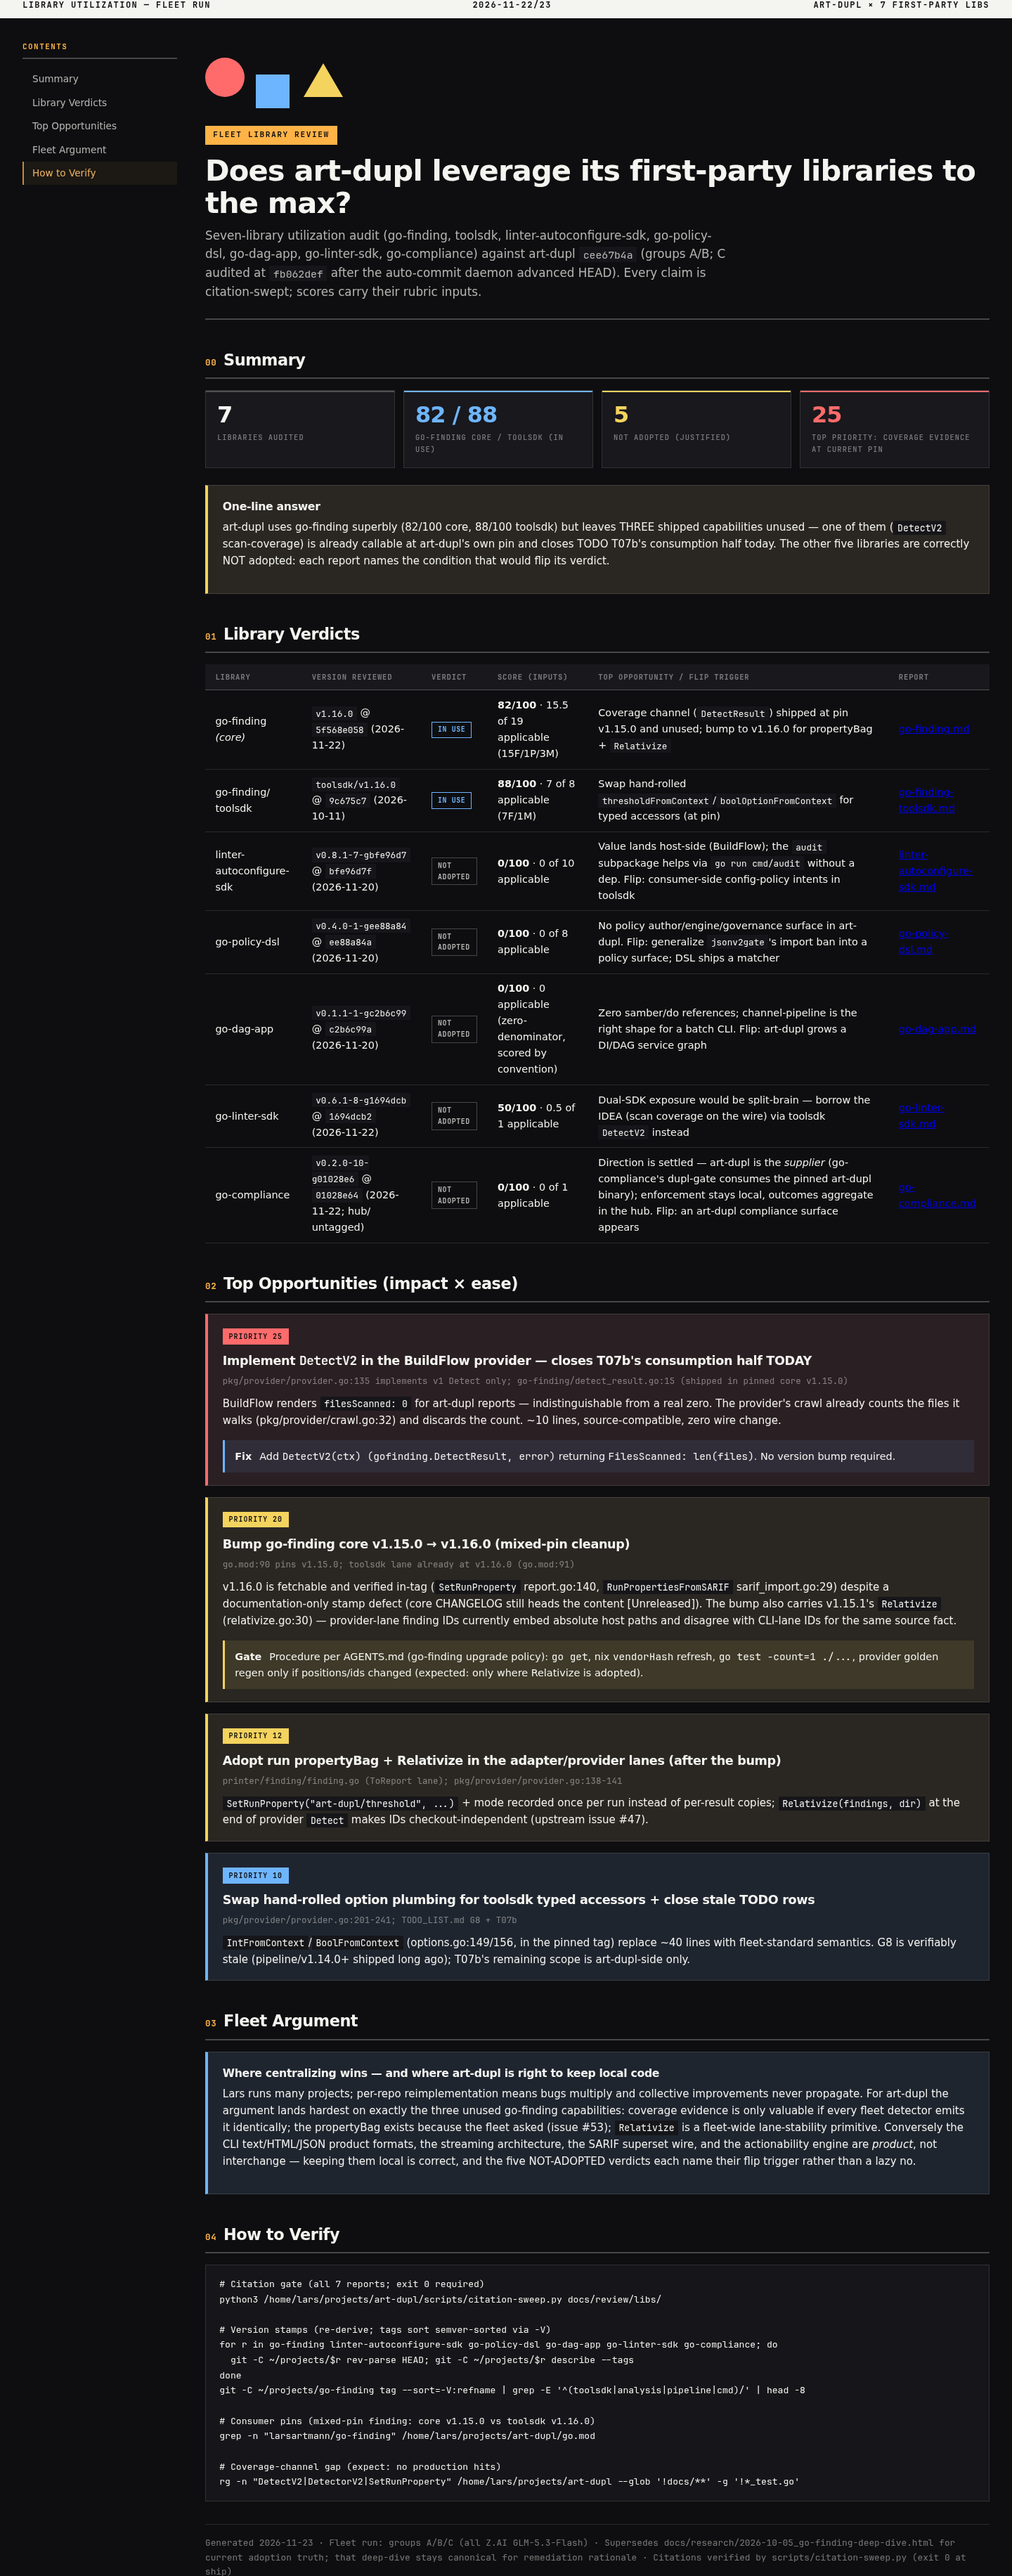 LIBRARY UTILIZATION — FLEET RUN
2026-11-22/23
ART-DUPL × 7 FIRST-PARTY LIBS
CONTENTS
Summary
Library Verdicts
Top Opportunities
Fleet Argument
How to Verify
FLEET LIBRARY REVIEW
Does art-dupl leverage its first-party libraries to
the max?
Seven-library utilization audit (go-finding, toolsdk, linter-autoconfigure-sdk, go-policy-
dsl, go-dag-app, go-linter-sdk, go-compliance) against art-dupl cee67b4a (groups A/B; C
audited at fb062def after the auto-commit daemon advanced HEAD). Every claim is
citation-swept; scores carry their rubric inputs.
00 Summary
7
LIBRARIES AUDITED
82 / 88
GO-FINDING CORE / TOOLSDK (IN
USE)
5
NOT ADOPTED (JUSTIFIED)
25
TOP PRIORITY: COVERAGE EVIDENCE
AT CURRENT PIN
One-line answer
art-dupl uses go-finding superbly (82/100 core, 88/100 toolsdk) but leaves THREE shipped capabilities unused — one of them ( DetectV2
scan-coverage) is already callable at art-dupl's own pin and closes TODO T07b's consumption half today. The other five libraries are correctly
NOT adopted: each report names the condition that would flip its verdict.
01 Library Verdicts
LIBRARY VERSION REVIEWED VERDICT SCORE (INPUTS) TOP OPPORTUNITY / FLIP TRIGGER REPORT
go-finding
(core)
v1.16.0 @
5f568e058 (2026-
11-22)
IN USE
82/100 · 15.5
of 19
applicable
(15F/1P/3M)
Coverage channel ( DetectResult ) shipped at pin
v1.15.0 and unused; bump to v1.16.0 for propertyBag
+ Relativize
go-finding.md
go-finding/
toolsdk
toolsdk/v1.16.0
@ 9c675c7 (2026-
10-11)
IN USE
88/100 · 7 of 8
applicable
(7F/1M)
Swap hand-rolled
thresholdFromContext / boolOptionFromContext for
typed accessors (at pin)
go-finding-
toolsdk.md
linter-
autoconfigure-
sdk
v0.8.1-7-gbfe96d7
@ bfe96d7f
(2026-11-20)
NOT
ADOPTED
0/100 · 0 of 10
applicable
Value lands host-side (BuildFlow); the audit
subpackage helps via go run cmd/audit without a
dep. Flip: consumer-side config-policy intents in
toolsdk
linter-
autoconfigure-
sdk.md
go-policy-dsl
v0.4.0-1-gee88a84
@ ee88a84a
(2026-11-20)
NOT
ADOPTED
0/100 · 0 of 8
applicable
No policy author/engine/governance surface in art-
dupl. Flip: generalize jsonv2gate 's import ban into a
policy surface; DSL ships a matcher
go-policy-
dsl.md
go-dag-app
v0.1.1-1-gc2b6c99
@ c2b6c99a
(2026-11-20)
NOT
ADOPTED
0/100 · 0
applicable
(zero-
denominator,
scored by
convention)
Zero samber/do references; channel-pipeline is the
right shape for a batch CLI. Flip: art-dupl grows a
DI/DAG service graph
go-dag-app.md
go-linter-sdk
v0.6.1-8-g1694dcb
@ 1694dcb2
(2026-11-22)
NOT
ADOPTED
50/100 · 0.5 of
1 applicable
Dual-SDK exposure would be split-brain — borrow the
IDEA (scan coverage on the wire) via toolsdk
DetectV2 instead
go-linter-
sdk.md
go-compliance
v0.2.0-10-
g01028e6 @
01028e64 (2026-
11-22; hub/
untagged)
NOT
ADOPTED
0/100 · 0 of 1
applicable
Direction is settled — art-dupl is the supplier (go-
compliance's dupl-gate consumes the pinned art-dupl
binary); enforcement stays local, outcomes aggregate
in the hub. Flip: an art-dupl compliance surface
appears
go-
compliance.md
02 Top Opportunities (impact × ease)
PRIORITY 25
Implement DetectV2 in the BuildFlow provider — closes T07b's consumption half TODAY
pkg/provider/provider.go:135 implements v1 Detect only; go-finding/detect_result.go:15 (shipped in pinned core v1.15.0)
BuildFlow renders filesScanned: 0 for art-dupl reports — indistinguishable from a real zero. The provider's crawl already counts the files it
walks (pkg/provider/crawl.go:32) and discards the count. ~10 lines, source-compatible, zero wire change.
Fix Add DetectV2(ctx) (gofinding.DetectResult, error) returning FilesScanned: len(files). No version bump required.
PRIORITY 20
Bump go-finding core v1.15.0 → v1.16.0 (mixed-pin cleanup)
go.mod:90 pins v1.15.0; toolsdk lane already at v1.16.0 (go.mod:91)
v1.16.0 is fetchable and verified in-tag ( SetRunProperty report.go:140, RunPropertiesFromSARIF sarif_import.go:29) despite a
documentation-only stamp defect (core CHANGELOG still heads the content [Unreleased]). The bump also carries v1.15.1's Relativize
(relativize.go:30) — provider-lane finding IDs currently embed absolute host paths and disagree with CLI-lane IDs for the same source fact.
Gate Procedure per AGENTS.md (go-finding upgrade policy): go get, nix vendorHash refresh, go test -count=1 ./..., provider golden
regen only if positions/ids changed (expected: only where Relativize is adopted).
PRIORITY 12
Adopt run propertyBag + Relativize in the adapter/provider lanes (after the bump)
printer/finding/finding.go (ToReport lane); pkg/provider/provider.go:138-141
SetRunProperty("art-dupl/threshold", ...) + mode recorded once per run instead of per-result copies; Relativize(findings, dir) at the
end of provider Detect makes IDs checkout-independent (upstream issue #47).
PRIORITY 10
Swap hand-rolled option plumbing for toolsdk typed accessors + close stale TODO rows
pkg/provider/provider.go:201-241; TODO_LIST.md G8 + T07b
IntFromContext / BoolFromContext (options.go:149/156, in the pinned tag) replace ~40 lines with fleet-standard semantics. G8 is verifiably
stale (pipeline/v1.14.0+ shipped long ago); T07b's remaining scope is art-dupl-side only.
03 Fleet Argument
Where centralizing wins — and where art-dupl is right to keep local code
Lars runs many projects; per-repo reimplementation means bugs multiply and collective improvements never propagate. For art-dupl the
argument lands hardest on exactly the three unused go-finding capabilities: coverage evidence is only valuable if every fleet detector emits
it identically; the propertyBag exists because the fleet asked (issue #53); Relativize is a fleet-wide lane-stability primitive. Conversely the
CLI text/HTML/JSON product formats, the streaming architecture, the SARIF superset wire, and the actionability engine are product, not
interchange — keeping them local is correct, and the five NOT-ADOPTED verdicts each name their flip trigger rather than a lazy no.
04 How to Verify
# Citation gate (all 7 reports; exit 0 required)
python3 /home/lars/projects/art-dupl/scripts/citation-sweep.py docs/review/libs/
# Version stamps (re-derive; tags sort semver-sorted via -V)
for r in go-finding linter-autoconfigure-sdk go-policy-dsl go-dag-app go-linter-sdk go-compliance; do
git -C ~/projects/$r rev-parse HEAD; git -C ~/projects/$r describe --tags
done
git -C ~/projects/go-finding tag --sort=-V:refname | grep -E '^(toolsdk|analysis|pipeline|cmd)/' | head -8
# Consumer pins (mixed-pin finding: core v1.15.0 vs toolsdk v1.16.0)
grep -n "larsartmann/go-finding" /home/lars/projects/art-dupl/go.mod
# Coverage-channel gap (expect: no production hits)
rg -n "DetectV2|DetectorV2|SetRunProperty" /home/lars/projects/art-dupl --glob '!docs/**' -g '!*_test.go'
Generated 2026-11-23 · Fleet run: groups A/B/C (all Z.AI GLM-5.3-Flash) · Supersedes docs/research/2026-10-05_go-finding-deep-dive.html for
current adoption truth; that deep-dive stays canonical for remediation rationale · Citations verified by scripts/citation-sweep.py (exit 0 at
ship)